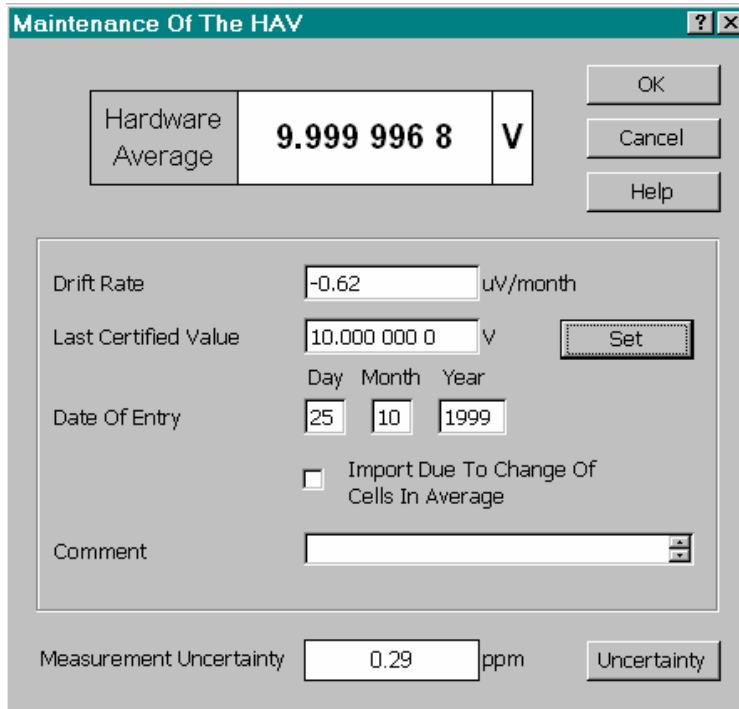 Maintenance Of The HAV
?
OK
Hardware
Average
9.999 996 8
V
Cancel
Help
Drift Rate
-0.62
uV/month
Last Certified Value
10.000 000 0
V
Set
Day Month Year
Date Of Entry
25
10
1999
Import Due To Change Of
Cells In Average
Comment
Measurement Uncertainty
0.29
ppm
Uncertainty